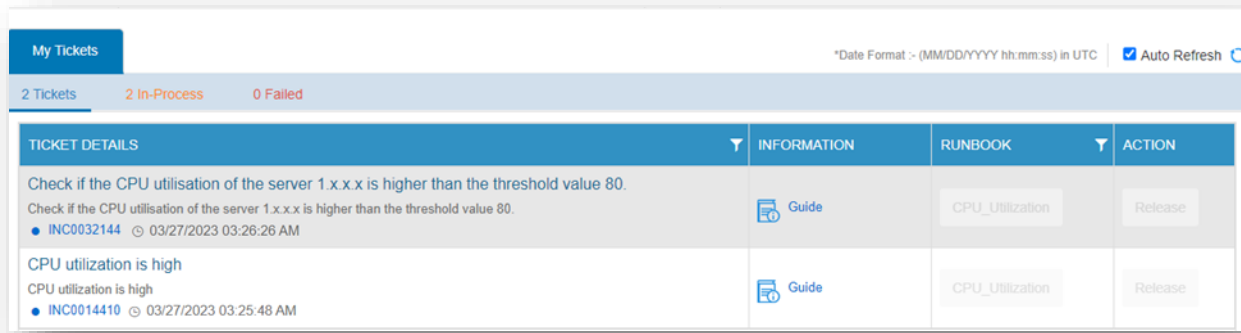 My Tickets
*Date Format :- (MM/DD/YYYY hh:mm:ss) in UTC
Auto Refresh
2 Tickets
2 In-Process
0 Failed
TICKET DETAILS
INFORMATION
RUNBOOK
ACTION
Check if the CPU utilisation of the server 1.x.x.x is higher than the threshold value 80.
Check if the CPU utilisation of the server 1.x.x.x is higher than the threshold value 80.
INC0032144 03/27/2023 03:26:26 AM
Guide
CPU_Utilization
Release
CPU utilization is high
CPU utilization is high
INC0014410 03/27/2023 03:25:48 AM
Guide
CPU_Utilization
Release